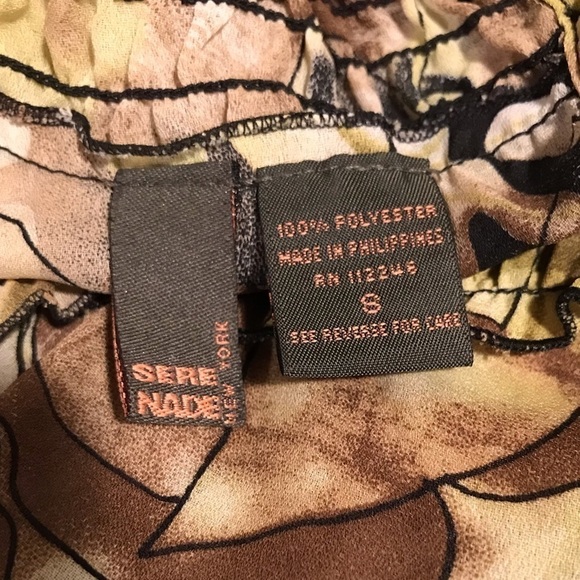 SERE
NADE
NEW YORK
100% POLYESTER
MADE IN PHILIPPINES
RN 112246
S
SEE REVERSE FOR CARE